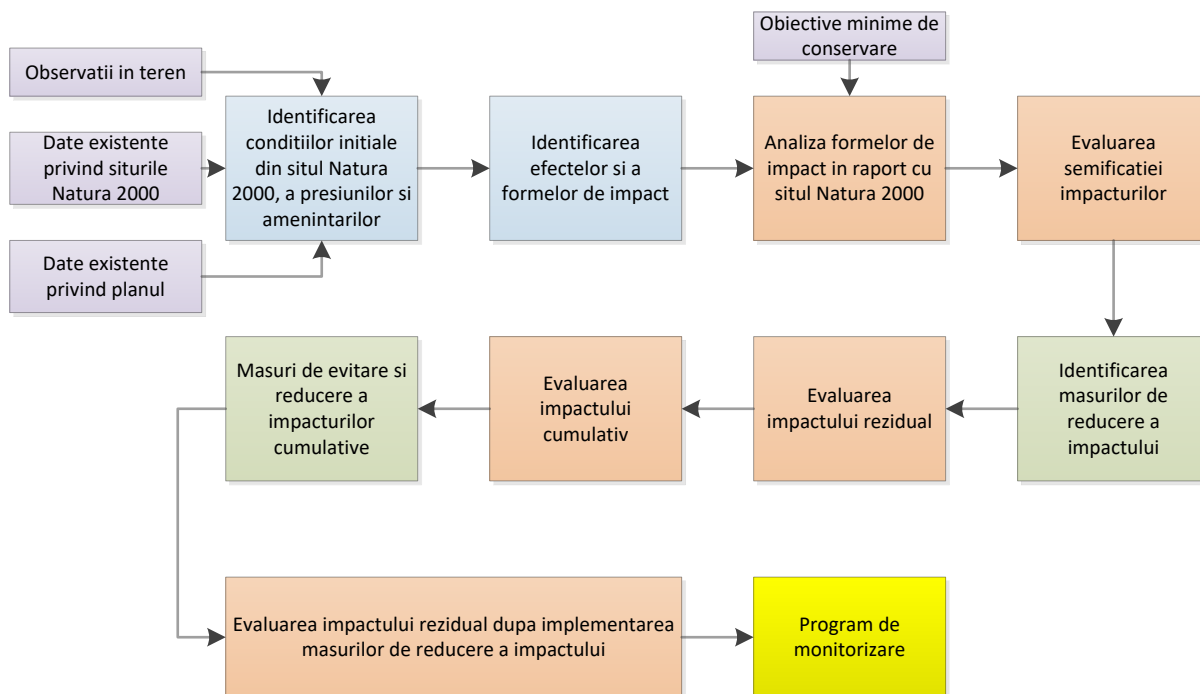 Obiective minime de
conservare
Observatii in teren
Date existente
privind siturile
Natura 2000
Date existente
privind planul
Identificarea
conditiilor initiale
din situl Natura
2000, a presiunilor si
amenintarilor
Identificarea
efectelor si a
formelor de impact
Analiza formelor de
impact in raport cu
situl Natura 2000
Evaluarea
semificatiei
impacturilor
Identificarea
masurilor de
reducere a
impactului
Evaluarea
impactului rezidual
Evaluarea
impactului
cumulativ
Masuri de evitare si
reducere a
impacturilor
cumulative
Evaluarea impactului rezidual dupa implementarea
masurilor de reducere a impactului
Program de
monitorizare